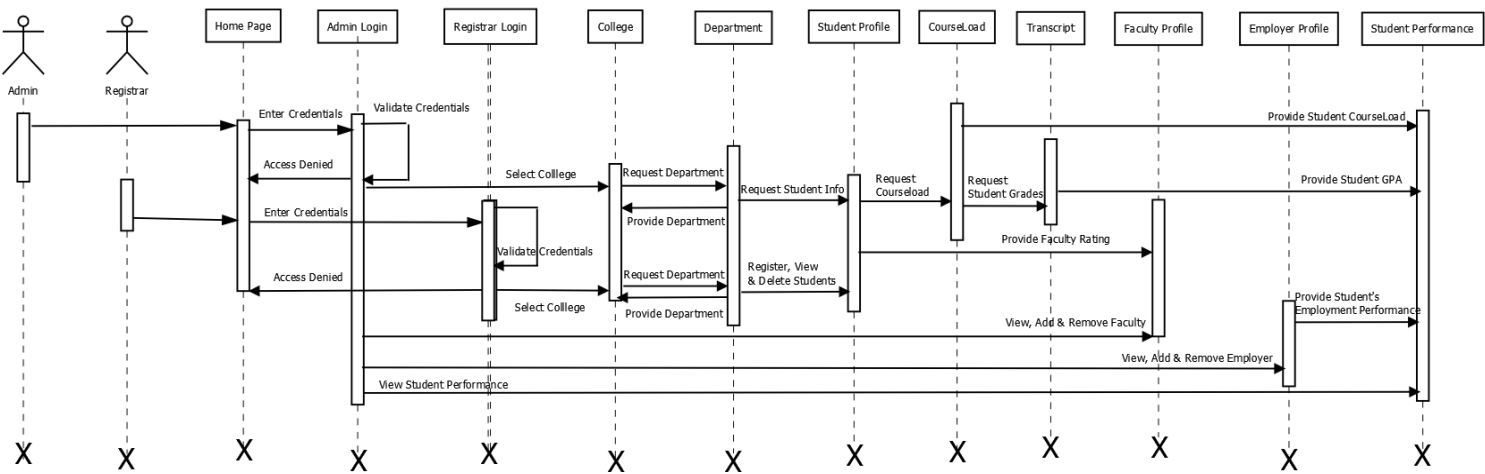 Home Page
Admin Login
Registrar Login
College
Department
Student Profile
CourseLoad
Transcript
Faculty Profile
Employer Profile
Student Performance
Admin
Registrar
Enter Credentials
Validate Credentials
Provide Student CourseLoad
Access Denied
Select Colllege
Request Department
Request Student Info
Request
Courseload
Request
Student Grades
Provide Student GPA
Enter Credentials
Provide Department
Validate Credentials
Provide Faculty Rating
Access Denied
Select College
Request Department
Register, View
& Delete Students
Provide Department
Provide Student's
Employment Performance
View, Add & Remove Faculty
View, Add & Remove Employer
View Student Performance
X
X
X
X
X
X
X
X
X
X
X
X
X